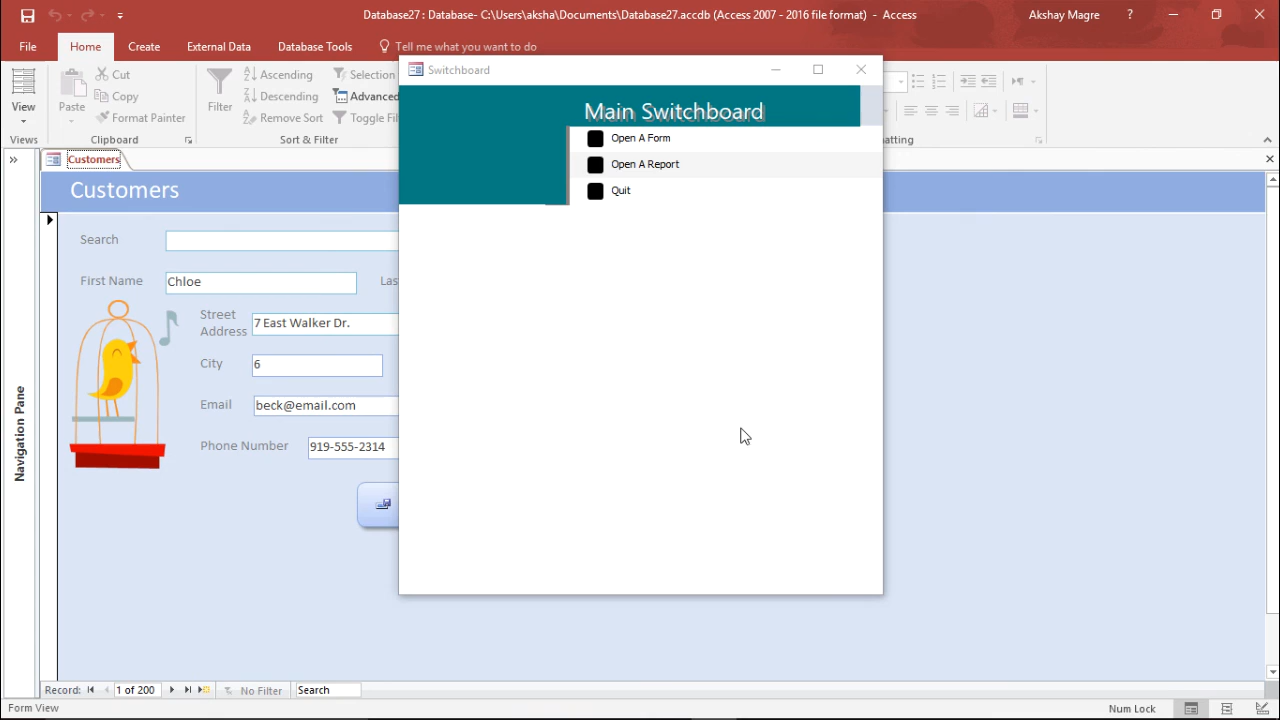 Database27 : Database- C:\Users\aksha\Documents\Database27.accdb (Access 2007 - 2016 file format) - Access
Akshay Magre
?
File
Home
Create
External Data
Database Tools
Tell me what you want to do
View
Views
Paste
Cut
Copy
Format Painter
Clipboard
Filter
Ascending
Descending
Remove Sort
Selection
Advanced
Toggle Fil
Sort & Filter
atting
Switchboard
Main Switchboard
Open A Form
Open A Report
Quit
Customers
Customers
Search
First Name
Chloe
Las
Street
Address
7 East Walker Dr.
City
6
Email
beck@email.com
Phone Number
919-555-2314
Navigation Pane
Record:
1 of 200
No Filter
Search
Form View
Num Lock